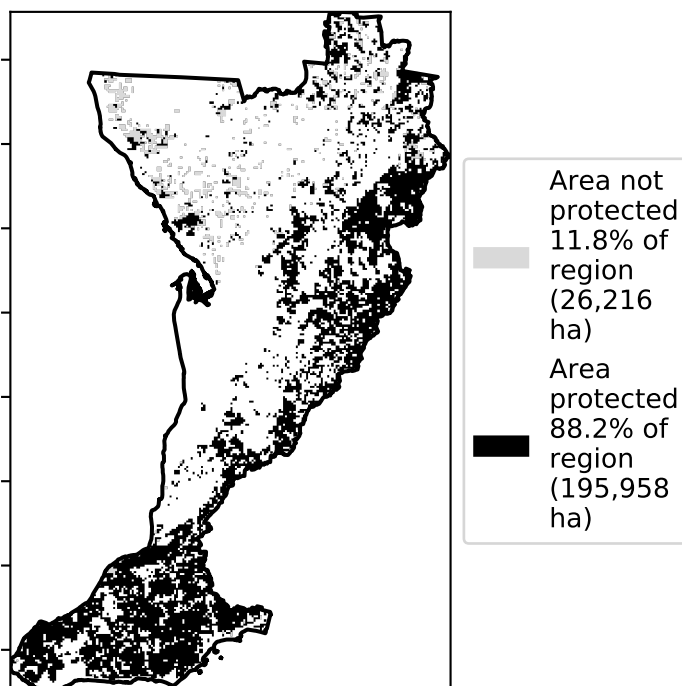 Area not
protected
11.8% of
region
(26,216
ha)
Area
protected
88.2% of
region
(195,958
ha)